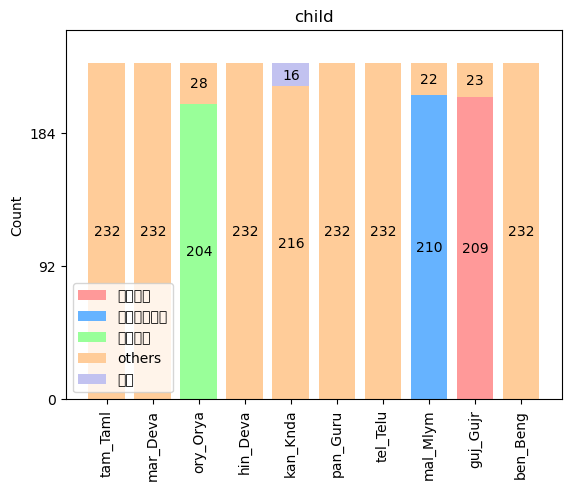 child
Count
184
92
0
28
16
22
23
232
232
204
232
216
232
232
210
209
232
others
tam_Taml
mar_Deva
ory_Orya
hin_Deva
kan_Knda
pan_Guru
tel_Telu
mal_Mlym
guj_Gujr
ben_Beng